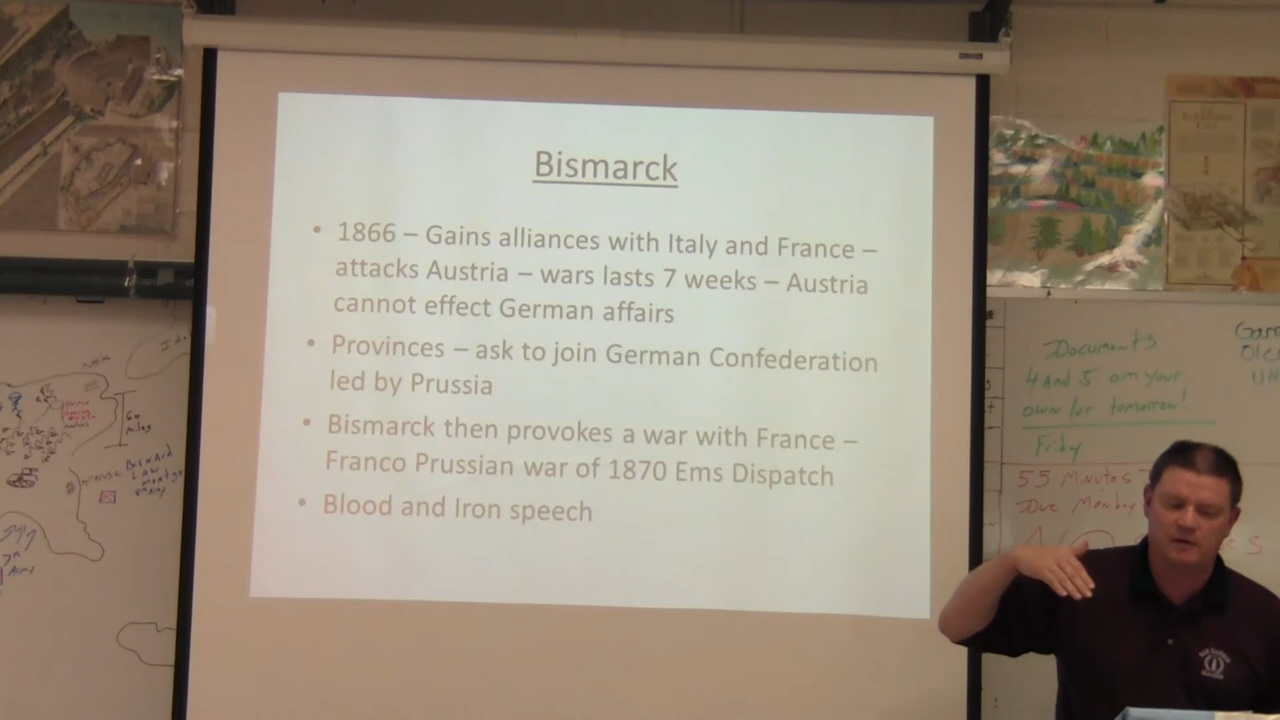 Bismarck
• 1866 – Gains alliances with Italy and France –
attacks Austria – wars lasts 7 weeks – Austria
cannot effect German affairs
• Provinces – ask to join German Confederation
led by Prussia
• Bismarck then provokes a war with France –
Franco Prussian war of 1870 Ems Dispatch
• Blood and Iron speech
Documents
4 And 5 on your
own for tomorrow!
Friday
55 Minutes
Due Monday
60
miles